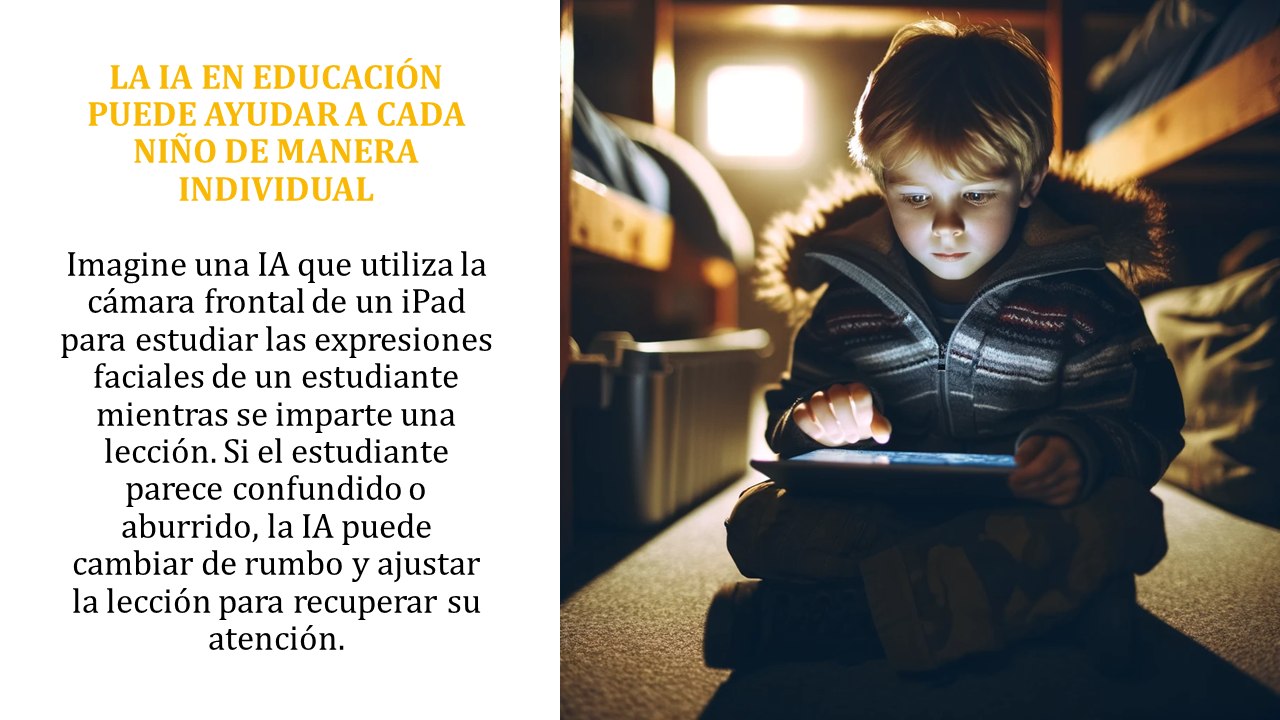 LA IA EN EDUCACIÓN
PUEDE AYUDAR A CADA
NIÑO DE MANERA
INDIVIDUAL
Imagine una IA que utiliza la
cámara frontal de un iPad
para estudiar las expresiones
faciales de un estudiante
mientras se imparte una
lección. Si el estudiante
parece confundido o
aburrido, la IA puede
cambiar de rumbo y ajustar
la lección para recuperar su
atención.